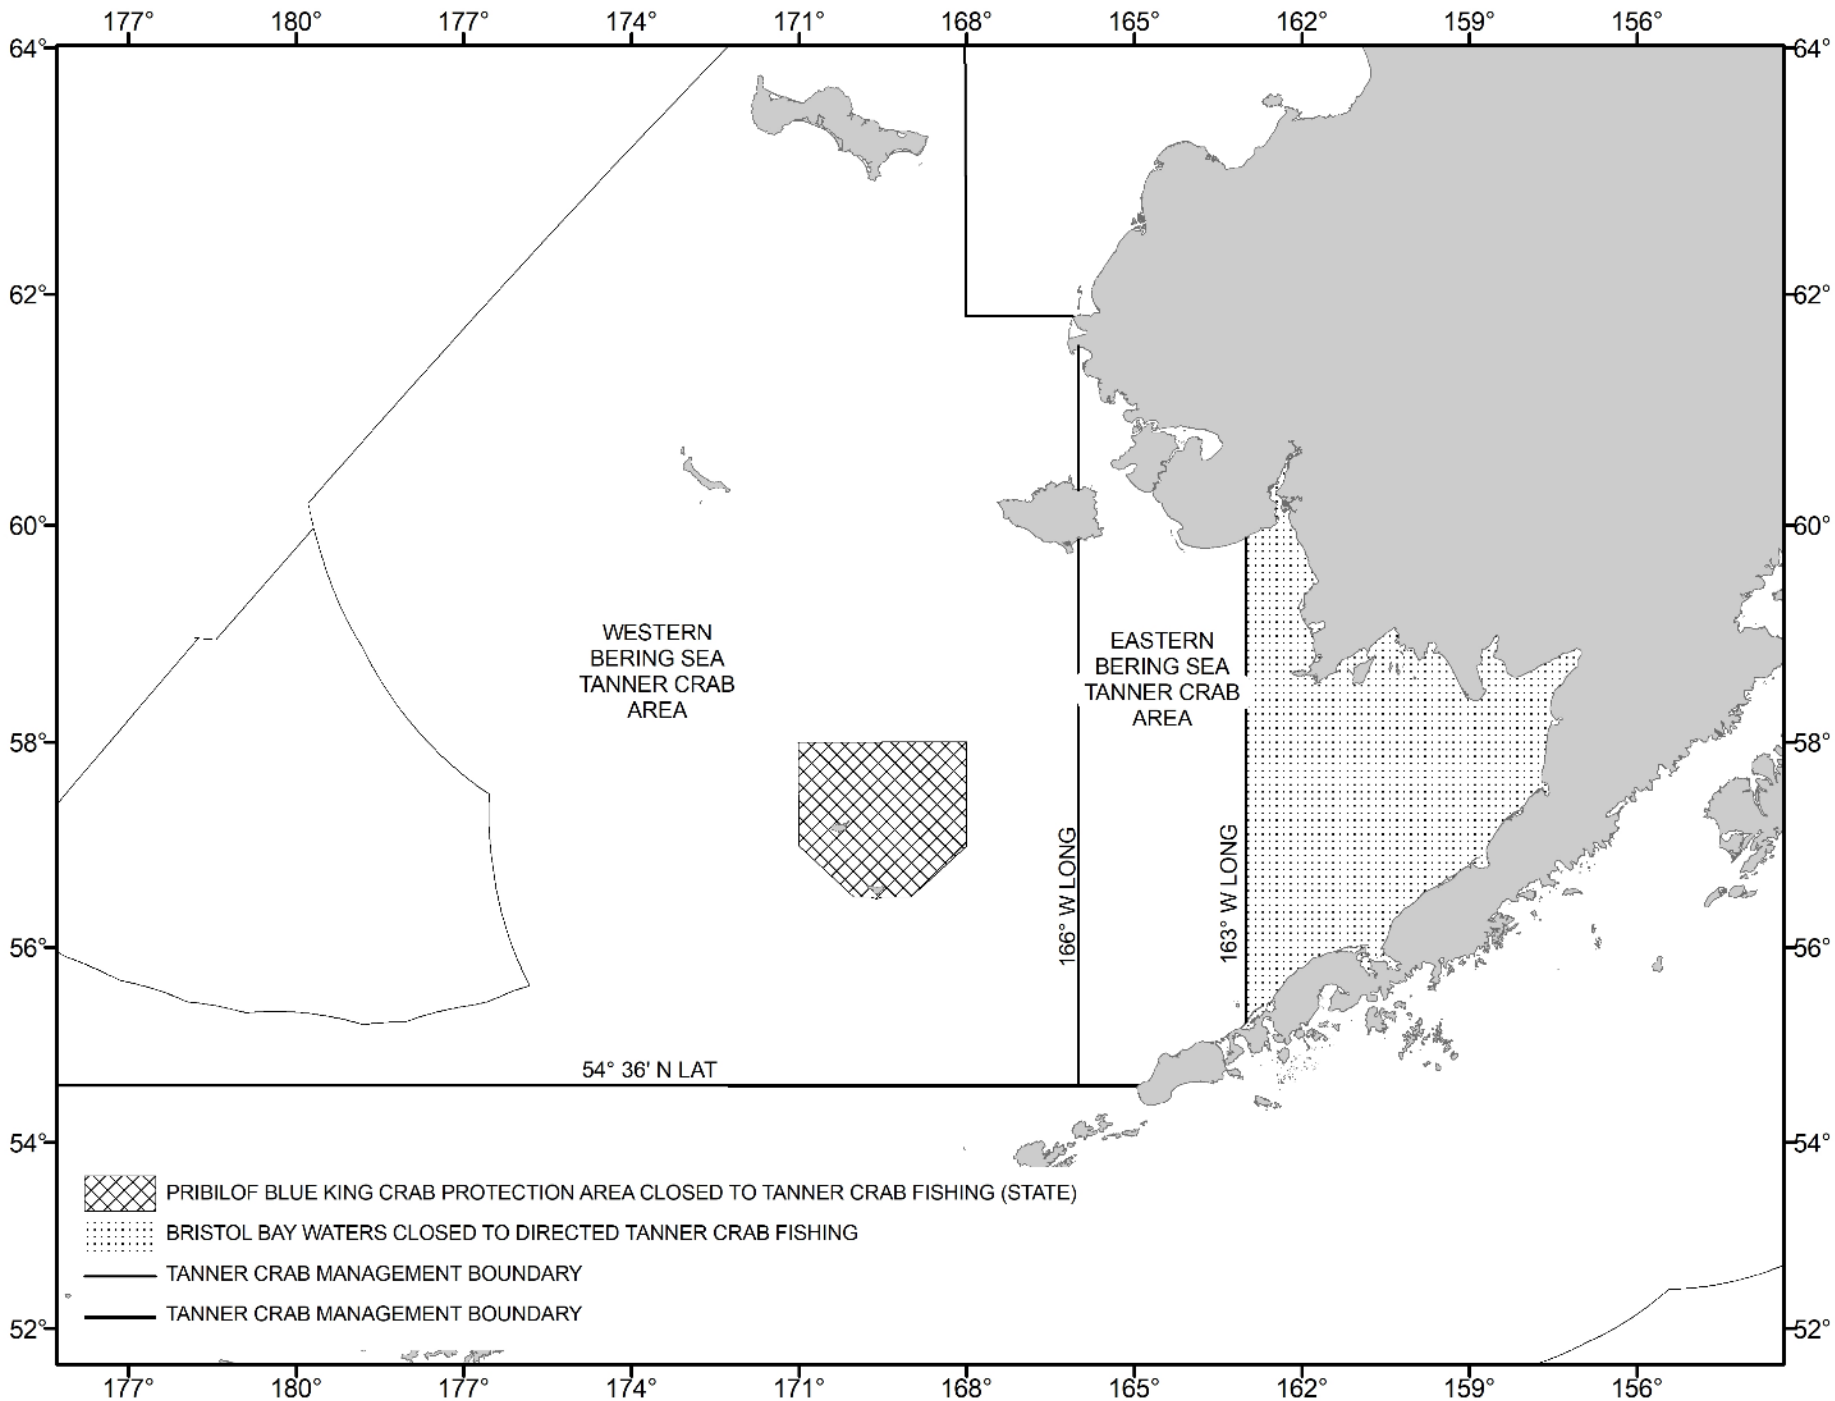 177° 180° 177° 174° 171° 168° 165° 162° 159° 156°
64° 64°
62° 62°
60° 60°
WESTERN
BERING SEA
TANNER CRAB
AREA
EASTERN
BERING SEA
TANNER CRAB
AREA
58° 58°
166° W LONG
163° W LONG
56° 56°
54° 36' N LAT
54° 54°
PRIBILOF BLUE KING CRAB PROTECTION AREA CLOSED TO TANNER CRAB FISHING (STATE)
BRISTOL BAY WATERS CLOSED TO DIRECTED TANNER CRAB FISHING
TANNER CRAB MANAGEMENT BOUNDARY
TANNER CRAB MANAGEMENT BOUNDARY
52° 52°
177° 180° 177° 174° 171° 168° 165° 162° 159° 156°